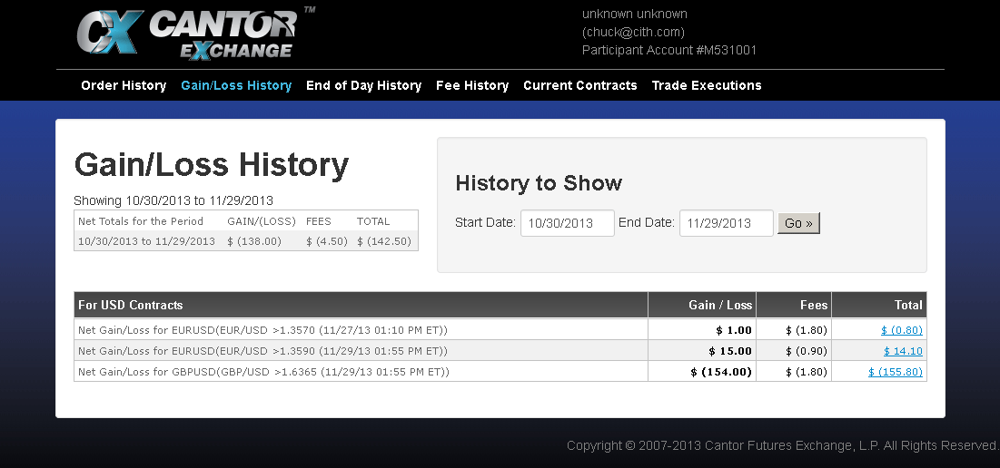 CX CANTOR EXCHANGE ™
unknown unknown
(chuck@cith.com)
Participant Account #M531001
Order History Gain/Loss History End of Day History Fee History Current Contracts Trade Executions
Gain/Loss History
Showing 10/30/2013 to 11/29/2013
Net Totals for the Period GAIN/(LOSS) FEES TOTAL
10/30/2013 to 11/29/2013 $ (138.00) $ (4.50) $ (142.50)
History to Show
Start Date: 10/30/2013 End Date: 11/29/2013 Go »
For USD Contracts Gain / Loss Fees Total
Net Gain/Loss for EURUSD(EUR/USD >1.3570 (11/27/13 01:10 PM ET)) $ 1.00 $ (1.80) $ (0.80)
Net Gain/Loss for EURUSD(EUR/USD >1.3590 (11/29/13 01:55 PM ET)) $ 15.00 $ (0.90) $ 14.10
Net Gain/Loss for GBPUSD(GBP/USD >1.6365 (11/29/13 01:55 PM ET)) $ (154.00) $ (1.80) $ (155.80)
Copyright © 2007-2013 Cantor Futures Exchange, L.P. All Rights Reserved.